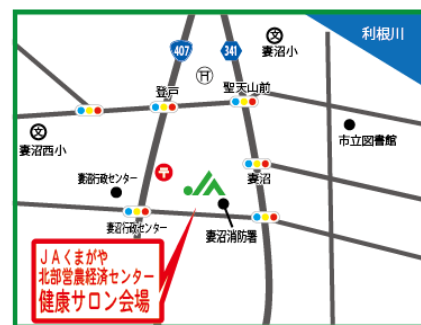 利根川
407
341
文
妻沼小
登戸
聖天山前
文
妻沼西小
市立図書館
妻沼行政センター
妻沼
JA
妻沼行政センター
妻沼消防署
JAくまがや
北部営農経済センター
健康サロン会場